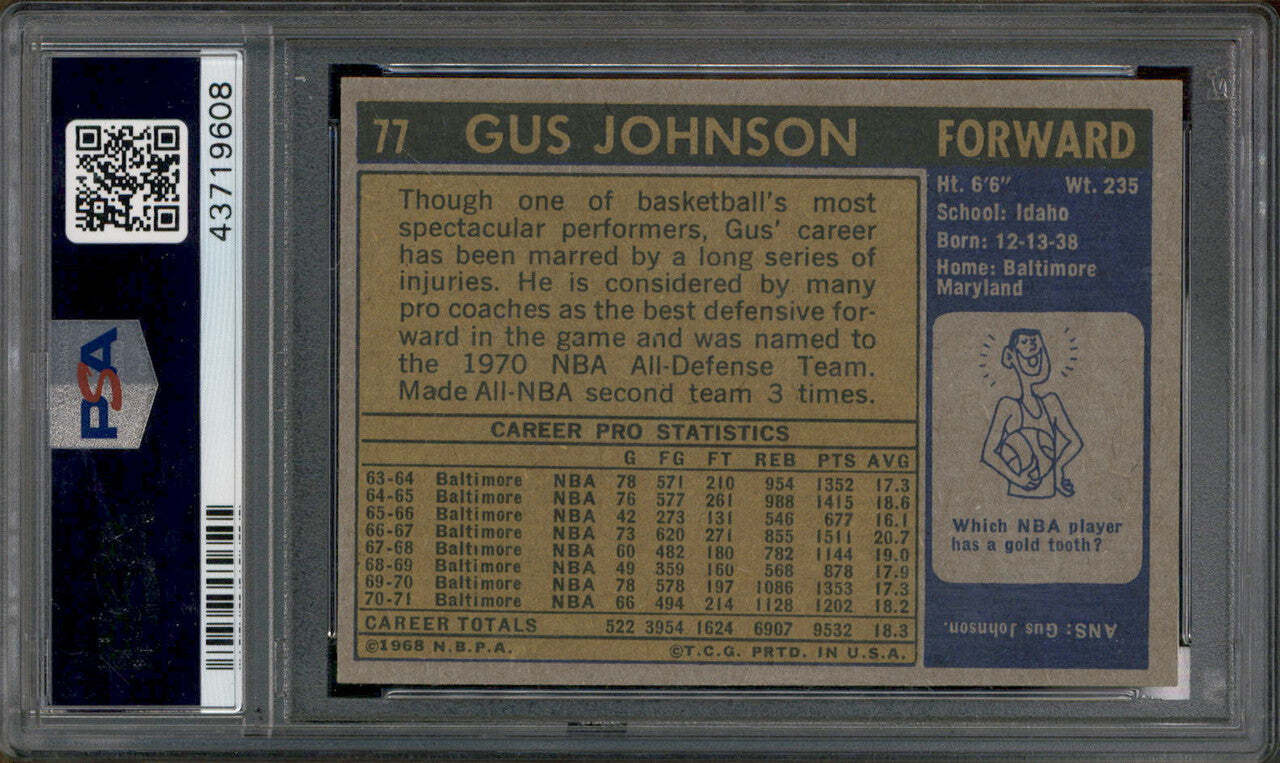 43719608
PSA
77 GUS JOHNSON FORWARD
Though one of basketball's most
spectacular performers, Gus' career
has been marred by a long series of
injuries. He is considered by many
pro coaches as the best defensive for-
ward in the game and was named to
the 1970 NBA All-Defense Team.
Made All-NBA second team 3 times.
CAREER PRO STATISTICS
G FG FT REB PTS AVG
63-64 Baltimore NBA 78 571 210 954 1352 17.3
64-65 Baltimore NBA 76 577 261 988 1415 18.6
65-66 Baltimore NBA 42 273 131 546 677 16.1
66-67 Baltimore NBA 73 620 271 855 1511 20.7
67-68 Baltimore NBA 60 482 180 782 1144 19.0
68-69 Baltimore NBA 49 359 160 568 878 17.9
69-70 Baltimore NBA 78 578 197 1086 1353 17.3
70-71 Baltimore NBA 66 494 214 1128 1202 18.2
CAREER TOTALS 522 3954 1624 6907 9532 18.3
©1968 N.B.P.A. ©T.C.G. PRTD. IN U.S.A.
Ht. 6'6" Wt. 235
School: Idaho
Born: 12-13-38
Home: Baltimore
Maryland
Which NBA player
has a gold tooth?
ANS: Gus Johnson.